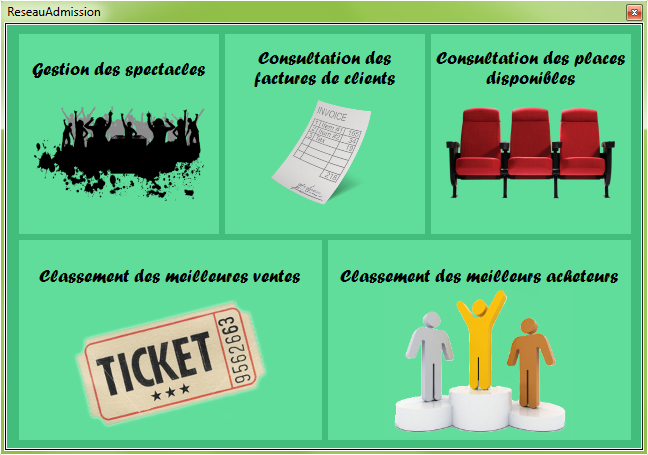 ReseauAdmission
Gestion des spectacles
Consultation des
factures de clients
Consultation des places
disponibles
INVOICE
Classement des meilleures ventes
TICKET
9562663
Classement des meilleurs acheteurs